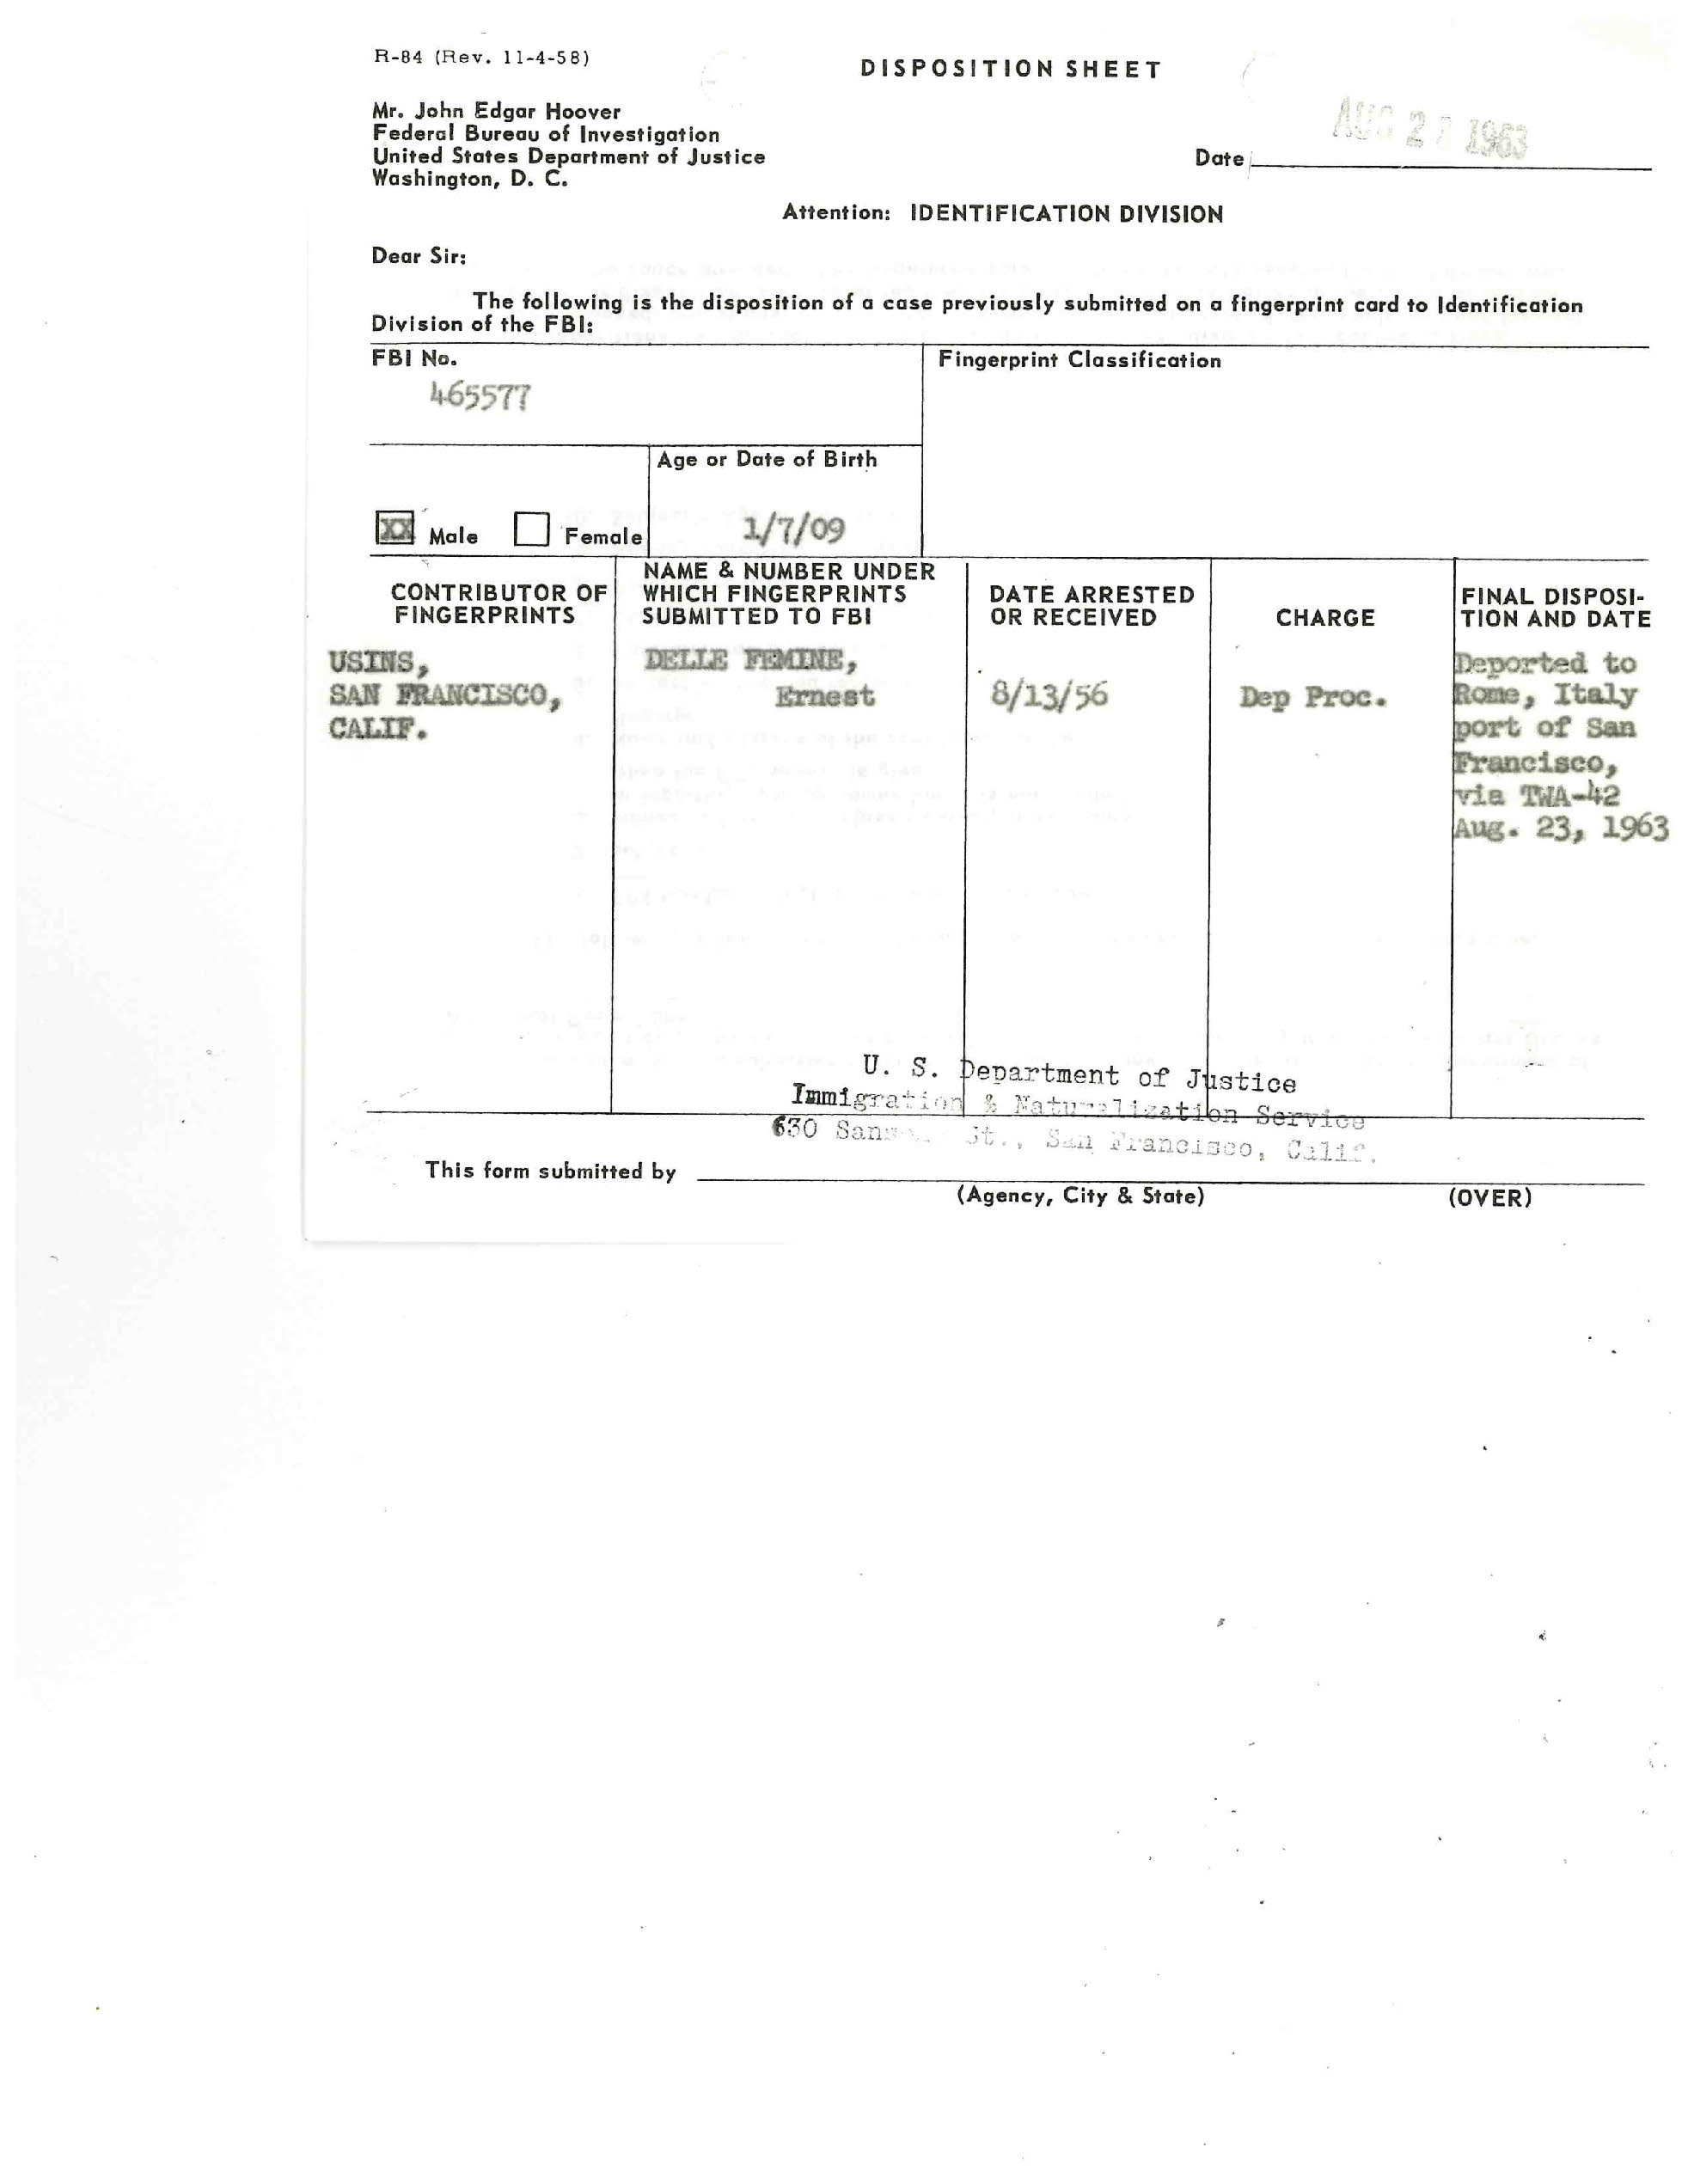 R-84 (Rev. 11-4-58)
DISPOSITION SHEET
Mr. John Edgar Hoover
Federal Bureau of Investigation
United States Department of Justice
Washington, D. C.
AUG 2 1963
Date
Attention: IDENTIFICATION DIVISION
Dear Sir:
The following is the disposition of a case previously submitted on a fingerprint card to Identification
Division of the FBI:
FBI No.
465577
Fingerprint Classification
Age or Date of Birth
XX Male Female
1/7/09
CONTRIBUTOR OF
FINGERPRINTS
NAME & NUMBER UNDER
WHICH FINGERPRINTS
SUBMITTED TO FBI
DATE ARRESTED
OR RECEIVED
CHARGE
FINAL DISPOSI-
TION AND DATE
USINS,
SAN FRANCISCO,
CALIF.
DELLE FEMINE,
Ernest
8/13/56
Dep Proc.
Deported to
Rome, Italy
port of San
Francisco,
via TWA-42
Aug. 23, 1963
U. S. Department of Justice
Immigration & Naturalization Service
630 St., San Francisco, Calif.
This form submitted by
(Agency, City & State)
(OVER)